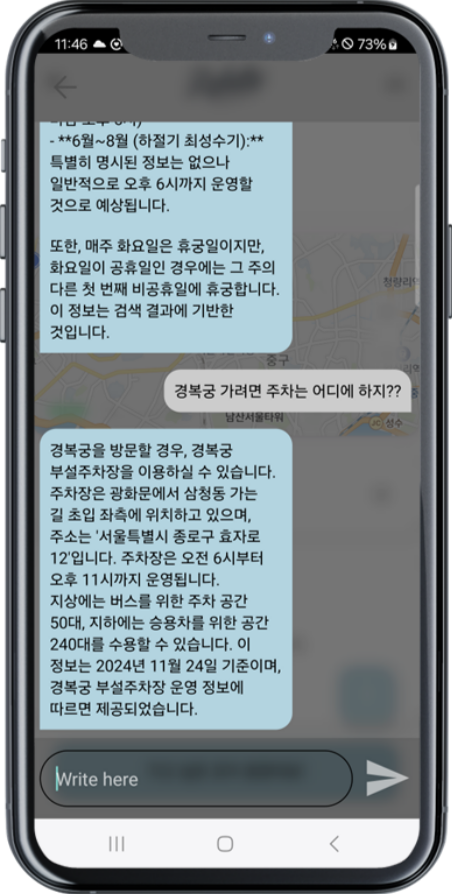 11:46
73%
- **6월~8월 (하절기 최성수기):**
특별히 명시된 정보는 없으나
일반적으로 오후 6시까지 운영할
것으로 예상됩니다.
또한, 매주 화요일은 휴궁일이지만,
화요일이 공휴일인 경우에는 그 주의
다른 첫 번째 비공휴일에 휴궁합니다.
이 정보는 검색 결과에 기반한
것입니다.
청량리역
중구
경복궁 가려면 주차는 어디에 하지??
남산서울타워
JC 성수
경복궁을 방문할 경우, 경복궁
부설주차장을 이용하실 수 있습니다.
주차장은 광화문에서 삼청동 가는
길 초입 좌측에 위치하고 있으며,
주소는 '서울특별시 종로구 효자로
12'입니다. 주차장은 오전 6시부터
오후 11시까지 운영됩니다.
지상에는 버스를 위한 주차 공간
50대, 지하에는 승용차를 위한 공간
240대를 수용할 수 있습니다. 이
정보는 2024년 11월 24일 기준이며,
경복궁 부설주차장 운영 정보에
따르면 제공되었습니다.
Write here